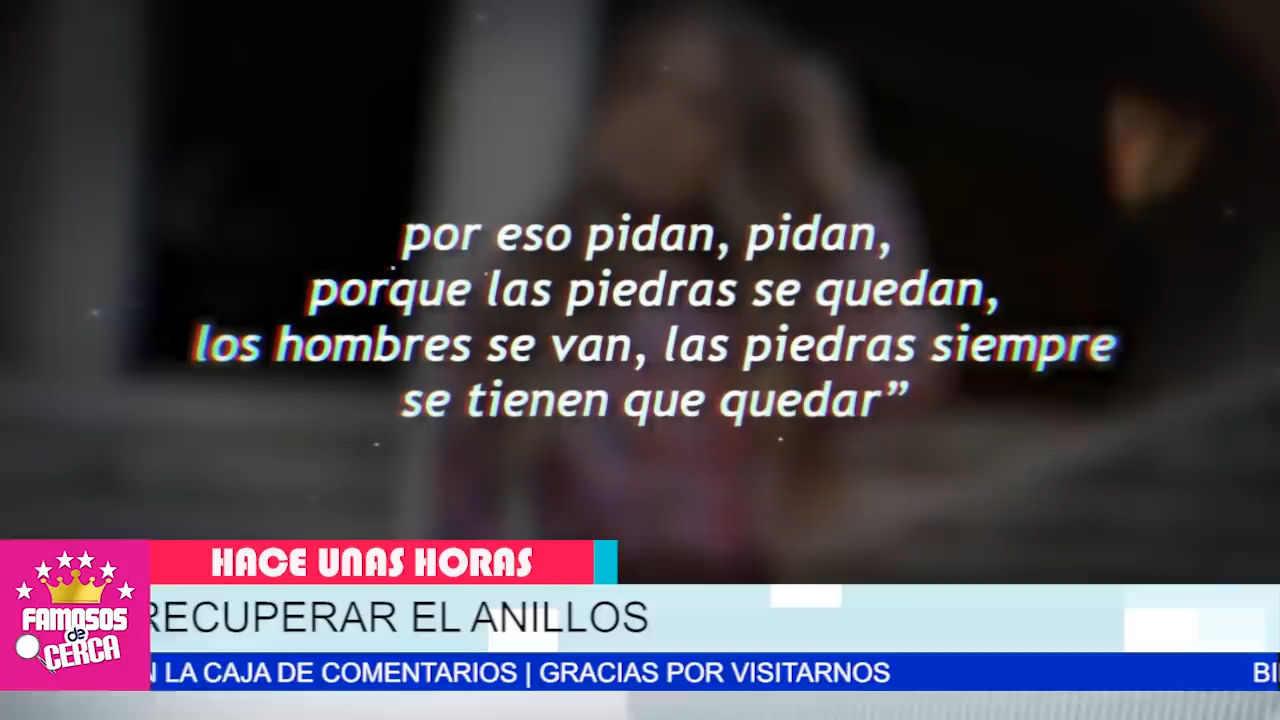 por eso pidan, pidan,
porque las piedras se quedan,
los hombres se van, las piedras siempre
se tienen que quedar”
HACE UNAS HORAS
RECUPERAR EL ANILLOS
FAMOSOS
de
CERCA
N LA CAJA DE COMENTARIOS | GRACIAS POR VISITARNOS
BI